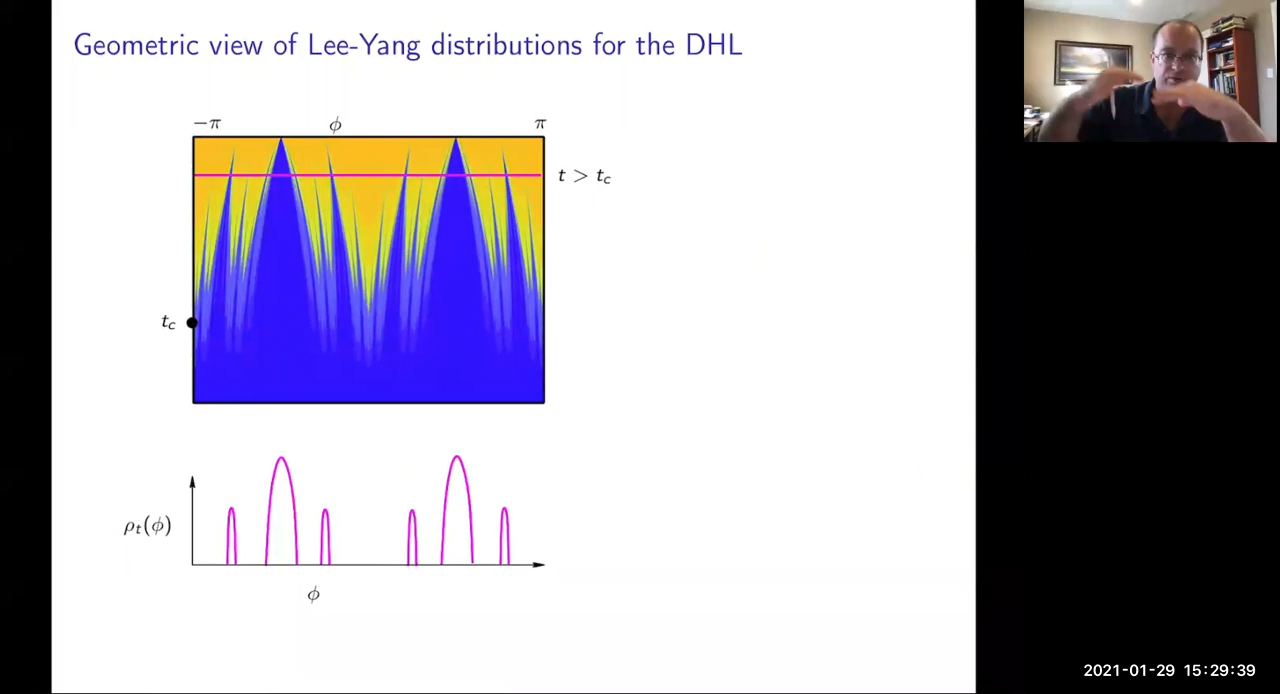 Geometric view of Lee-Yang distributions for the DHL
−π ϕ π
t > t_c
t_c
ρ_t(ϕ)
ϕ
2021-01-29 15:29:39